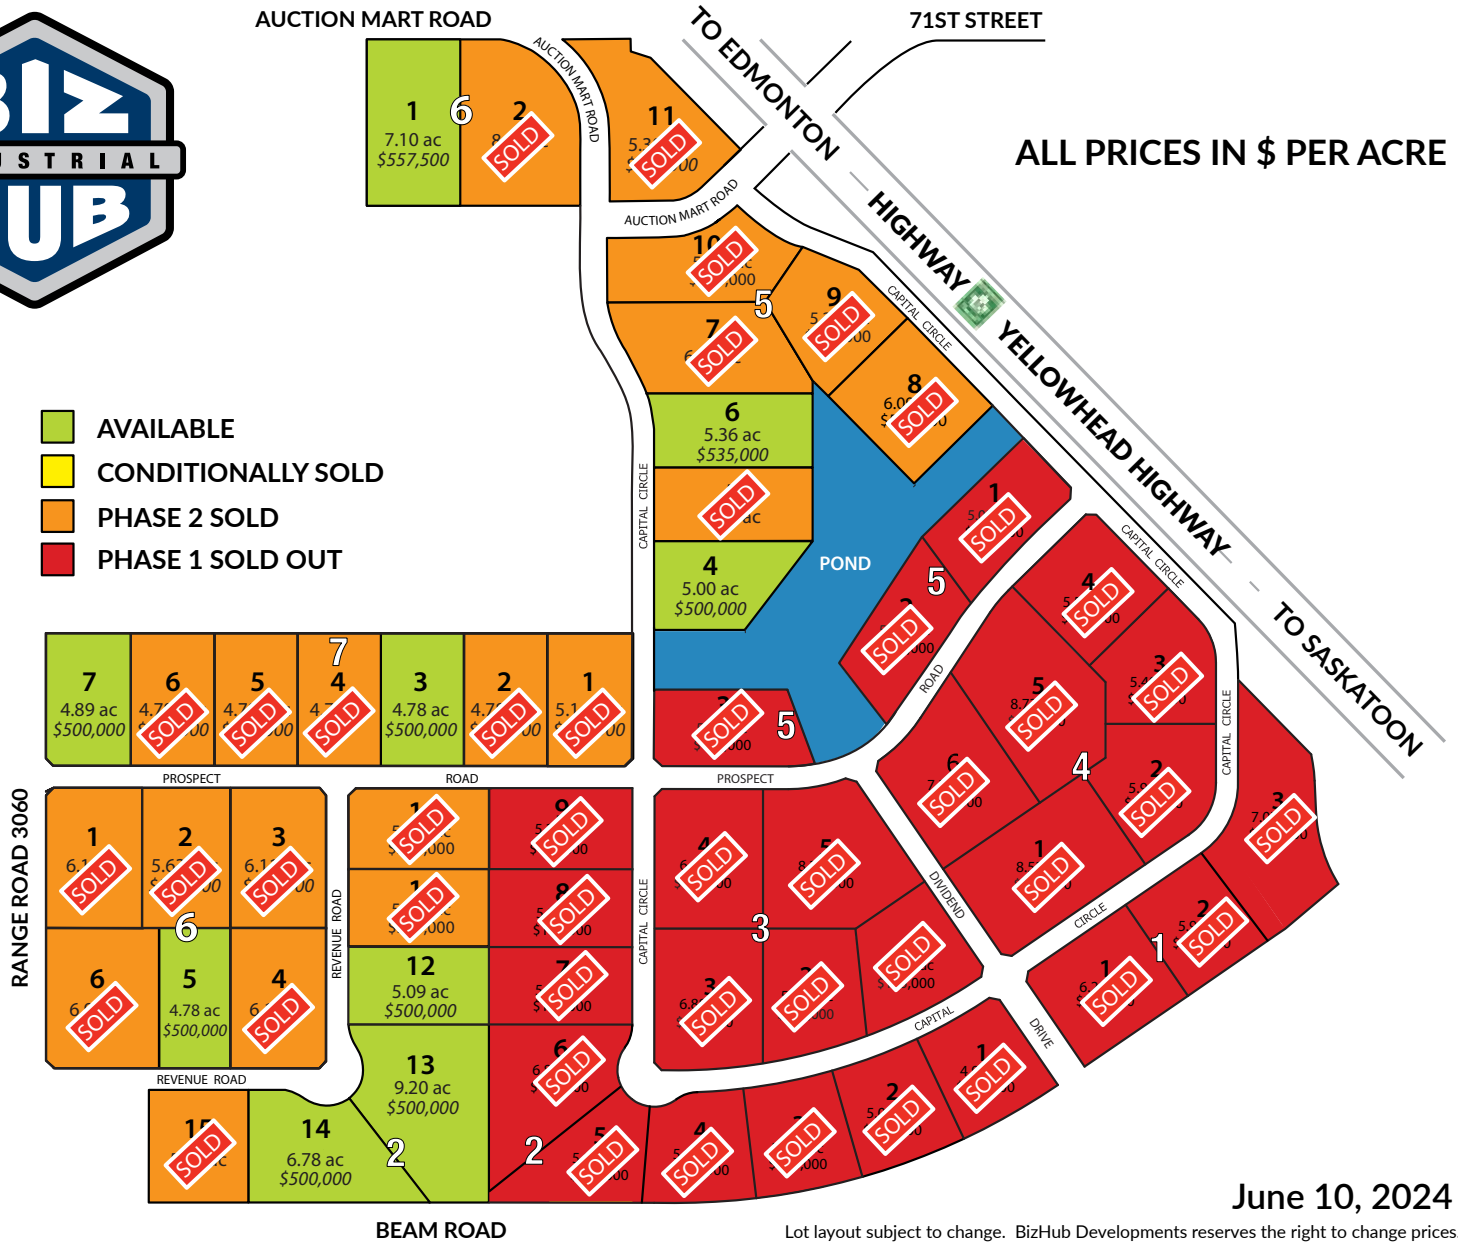 AUCTION MART ROAD
71ST STREET
TO EDMONTON
HIGHWAY
YELLOWHEAD HIGHWAY
TO SASKATOON
ALL PRICES IN $ PER ACRE
BIZ
HUB
AUCTION MART ROAD
1
7.10 ac
$557,500
6
2
SOLD
11
SOLD
AUCTION MART ROAD
10
SOLD
5
9
SOLD
CAPITAL CIRCLE
7
SOLD
8
SOLD
6
5.36 ac
$535,000
SOLD
ac
4
5.00 ac
$500,000
POND
CAPITAL CIRCLE
AVAILABLE
CONDITIONALLY SOLD
PHASE 2 SOLD
PHASE 1 SOLD OUT
1
SOLD
5
SOLD
CAPITAL CIRCLE
4
SOLD
3
SOLD
5
SOLD
4
6
SOLD
2
SOLD
1
SOLD
CAPITAL CIRCLE
3
SOLD
ROAD
7
7
4.89 ac
$500,000
6
SOLD
5
SOLD
4
SOLD
3
4.78 ac
$500,000
2
SOLD
1
SOLD
SOLD
5
PROSPECT
ROAD
PROSPECT
RANGE ROAD 3060
1
SOLD
2
SOLD
3
SOLD
6
6
SOLD
5
4.78 ac
$500,000
4
SOLD
REVENUE ROAD
REVENUE ROAD
SOLD
SOLD
12
5.09 ac
$500,000
13
9.20 ac
$500,000
14
6.78 ac
$500,000
15
SOLD
2
9
SOLD
8
SOLD
7
SOLD
6
SOLD
2
5
SOLD
4
SOLD
SOLD
2
SOLD
1
SOLD
CAPITAL CIRCLE
4
SOLD
5
SOLD
3
3
SOLD
SOLD
SOLD
DIVIDEND
DRIVE
CAPITAL
CIRCLE
1
SOLD
1
2
SOLD
BEAM ROAD
June 10, 2024
Lot layout subject to change. BizHub Developments reserves the right to change prices.